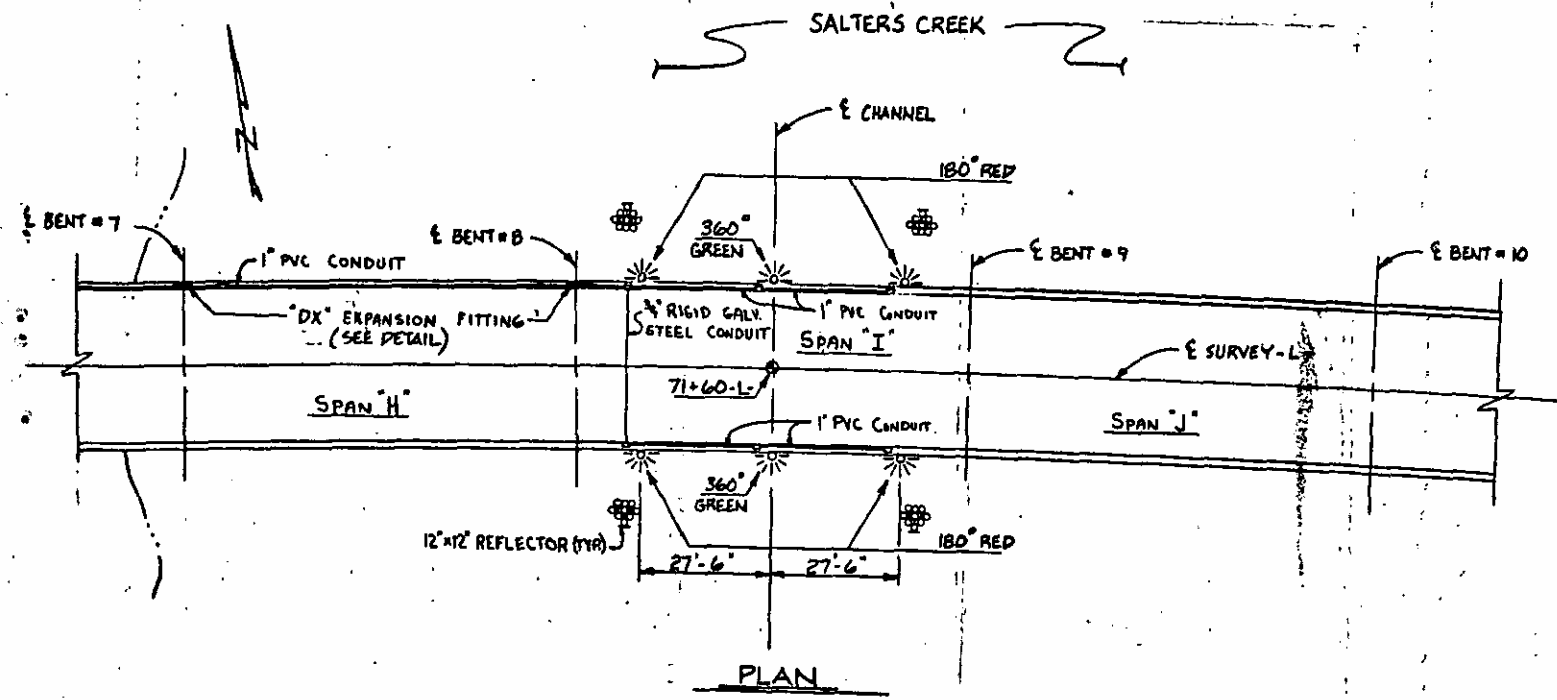 SALTERS CREEK
N
℄ CHANNEL
180° RED
℄ BENT #7
℄ BENT #8
360°
GREEN
℄ BENT #9
℄ BENT #10
1" PVC CONDUIT
"DX" EXPANSION FITTING
(SEE DETAIL)
3/4" RIGID GALV.
STEEL CONDUIT
1" PVC CONDUIT
SPAN "I"
℄ SURVEY-L-
71+60-L-
SPAN "H"
1" PVC CONDUIT.
SPAN "J"
360°
GREEN
12"x12" REFLECTOR (TYP.)
180° RED
27'-6"
27'-6"
PLAN